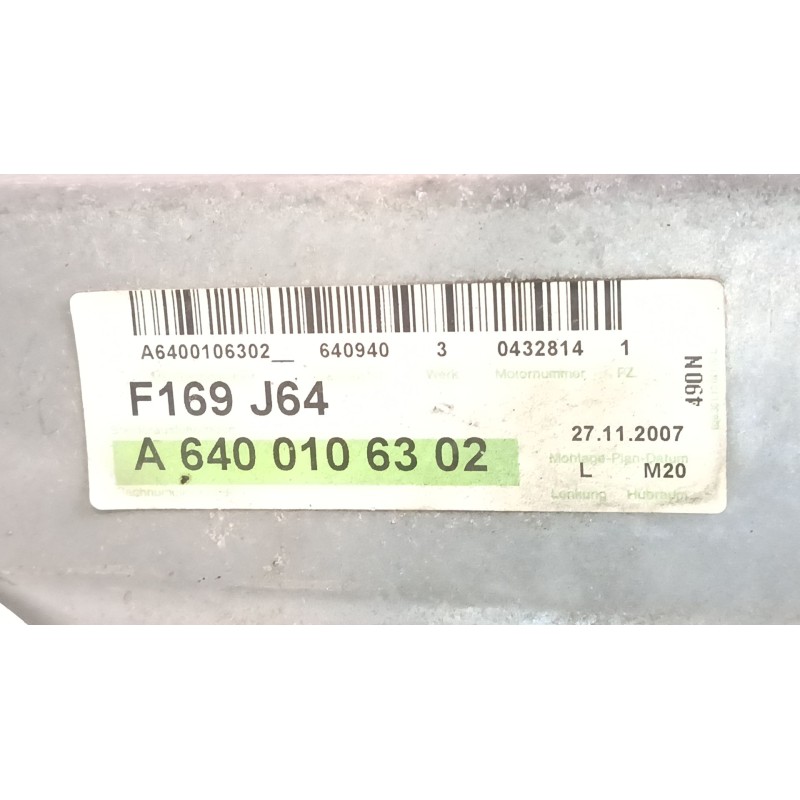 A6400106302__ 640940 3 0432814 1
Werk Motornummer PZ
F169 J64
490N
27.11.2007
A 640 010 63 02
Montage-Plan-Datum
L M20
Lenkung Hubraum